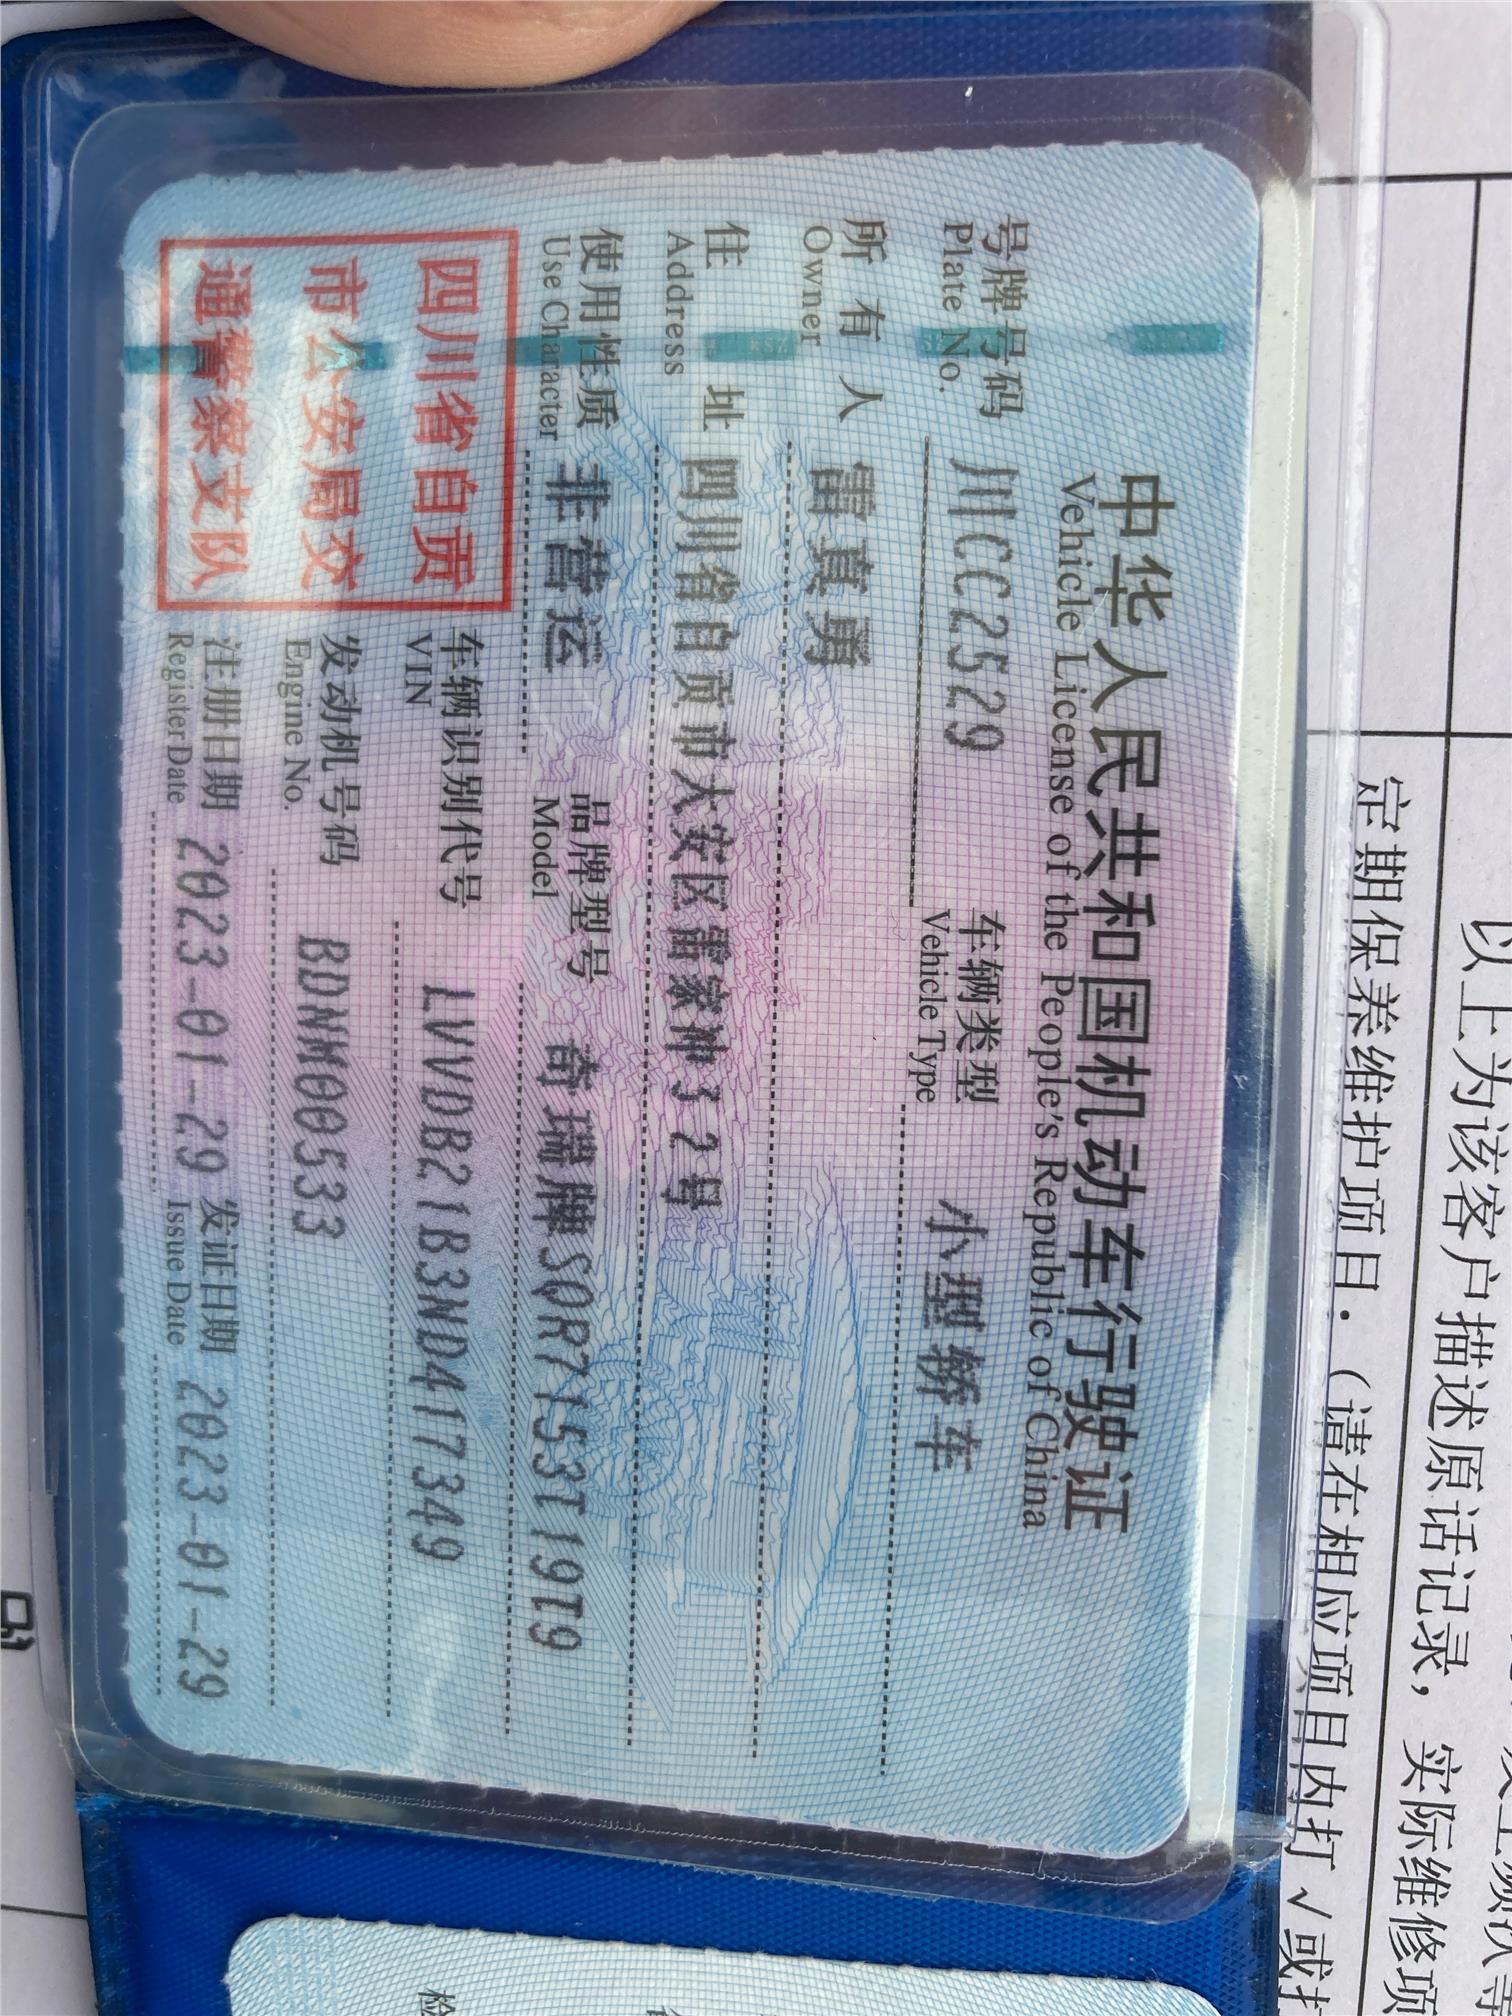 中华人民共和国机动车行驶证
Vehicle License of the People's Republic of China
号牌号码 川CC2529 车辆类型 小型轿车
Plate No. Vehicle Type
所有人 雷真勇
Owner
住址 四川省自贡市大安区雷家冲32号
Address
使用性质 非营运 品牌型号 奇瑞牌SQR7153T19T9
Use Character Model
四川省自贡
市公安局交
通警察支队
车辆识别代号 LVVDB21B3ND417349
VIN
发动机号码 BDNM00533
Engine No.
注册日期 2023-01-29 发证日期 2023-01-29
Register Date Issue Date
以上为该客户描述原话记录，实际维修项
定期保养维护项目.（请在相应项目内打 √ 或
检